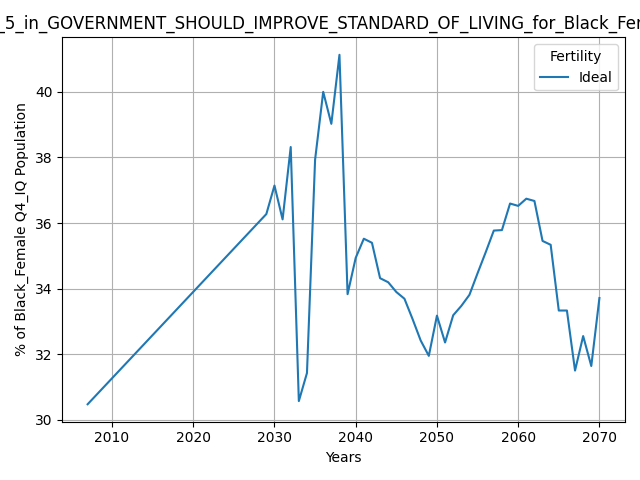 _5_in_GOVERNMENT_SHOULD_IMPROVE_STANDARD_OF_LIVING_for_Black_Fe
Fertility
Ideal
% of Black_Female Q4_IQ Population
40
38
36
34
32
30
2010 2020 2030 2040 2050 2060 2070
Years